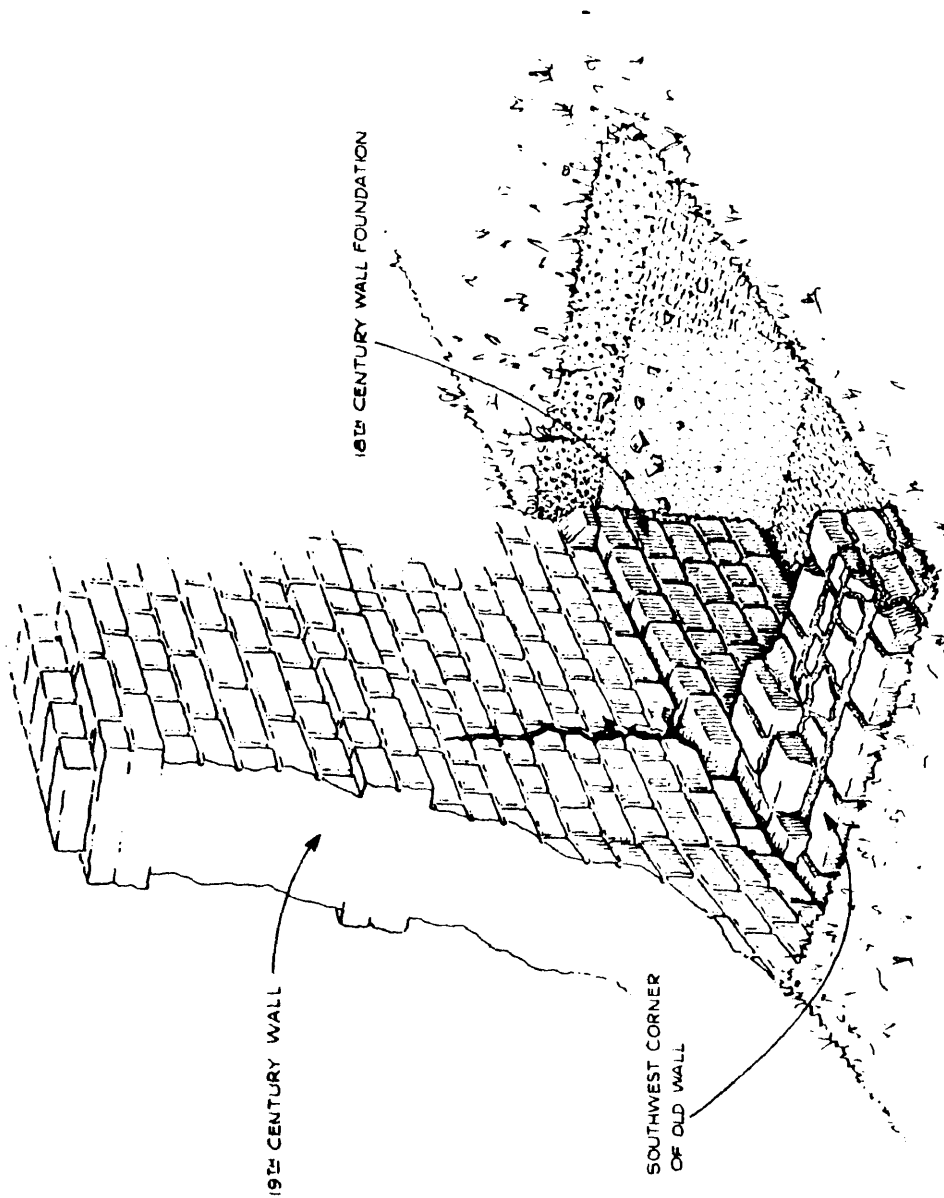 19TH CENTURY WALL
18TH CENTURY WALL FOUNDATION
SOUTHWEST CORNER
OF OLD WALL